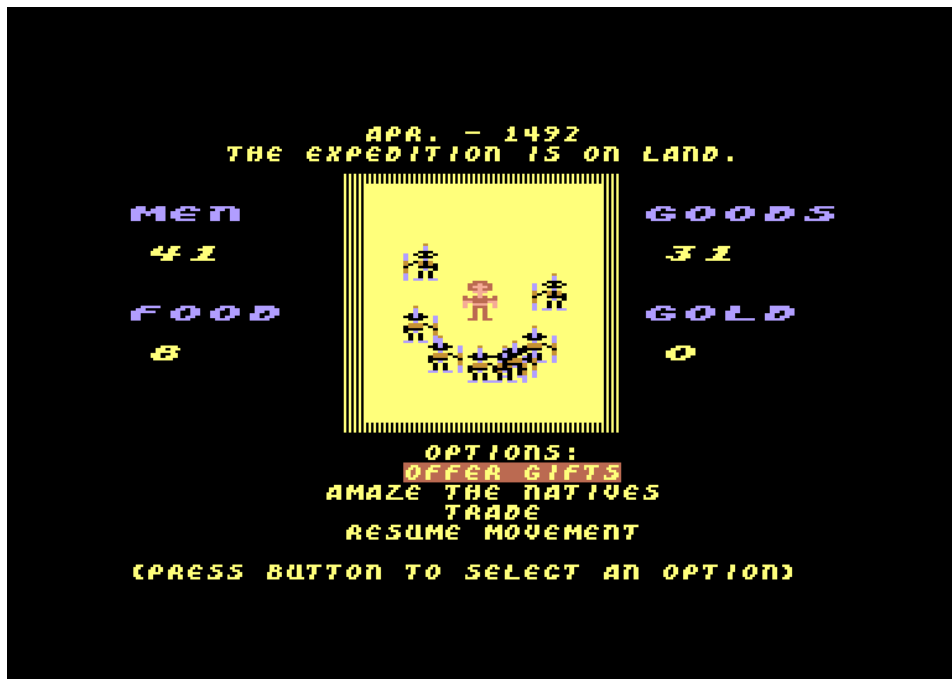 APR. - 1492
THE EXPEDITION IS ON LAND.
MEN
41
GOODS
31
FOOD
8
GOLD
0
OPTIONS:
OFFER GIFTS
AMAZE THE NATIVES
TRADE
RESUME MOVEMENT
(PRESS BUTTON TO SELECT AN OPTION)